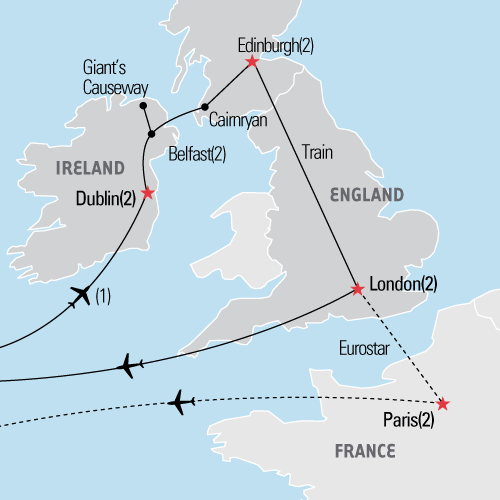 Edinburgh(2)
Giant's
Causeway
Cairnryan
Belfast(2)
Train
IRELAND
ENGLAND
Dublin(2)
(1)
London(2)
Eurostar
Paris(2)
FRANCE